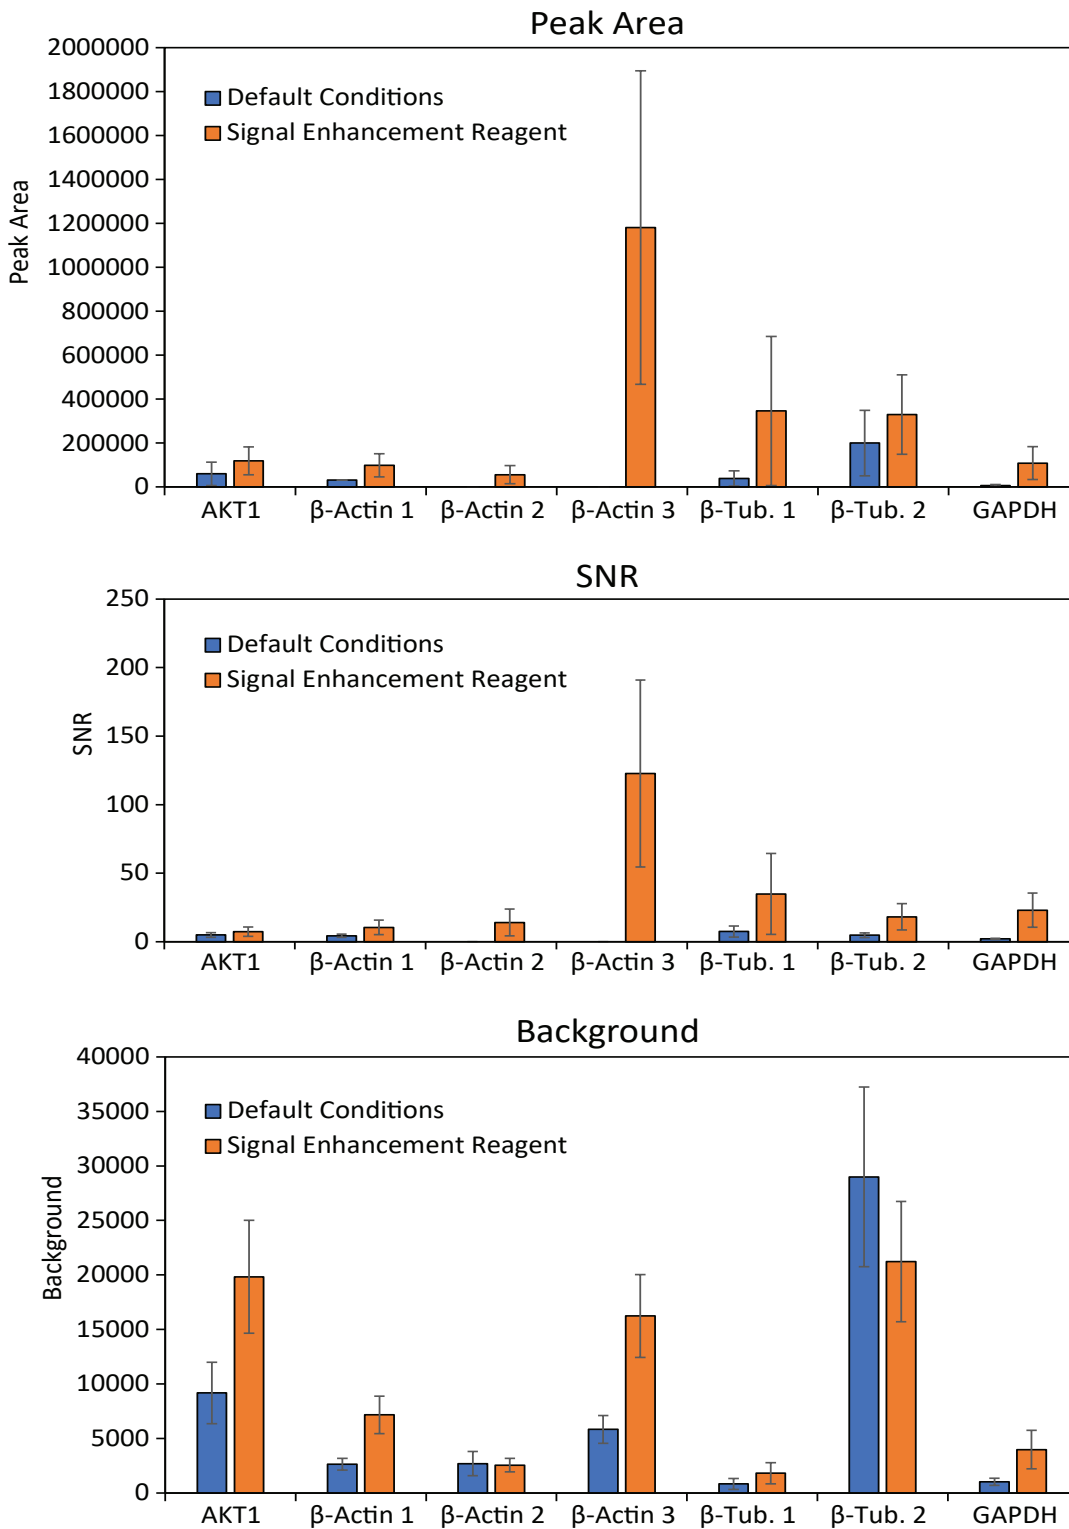 Peak Area
2000000
1800000
1600000
1400000
1200000
1000000
800000
600000
400000
200000
0
Peak Area
Default Conditions
Signal Enhancement Reagent
AKT1 β-Actin 1 β-Actin 2 β-Actin 3 β-Tub. 1 β-Tub. 2 GAPDH
SNR
250
200
150
100
50
0
SNR
Default Conditions
Signal Enhancement Reagent
AKT1 β-Actin 1 β-Actin 2 β-Actin 3 β-Tub. 1 β-Tub. 2 GAPDH
Background
40000
35000
30000
25000
20000
15000
10000
5000
0
Background
Default Conditions
Signal Enhancement Reagent
AKT1 β-Actin 1 β-Actin 2 β-Actin 3 β-Tub. 1 β-Tub. 2 GAPDH